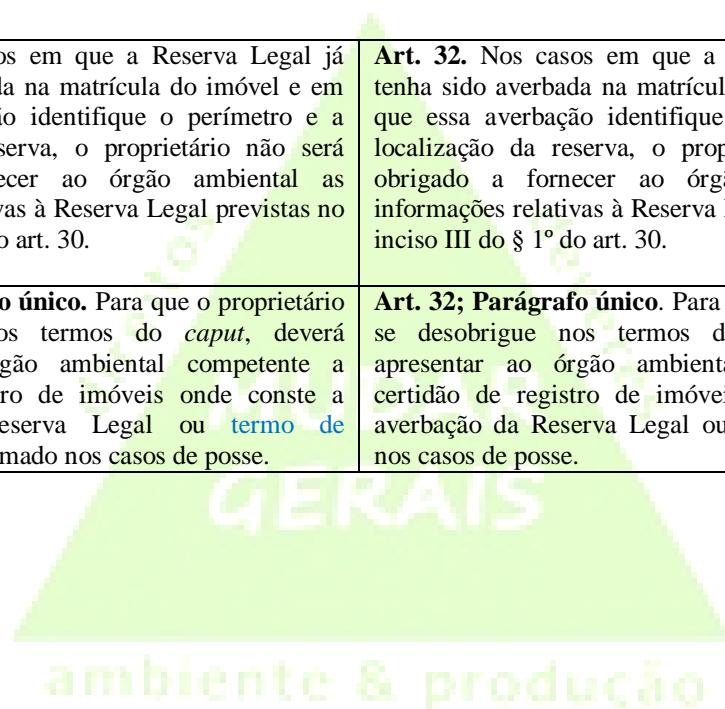 os em que a Reserva Legal já
da na matrícula do imóvel e em
ão identifique o perímetro e a
serva, o proprietário não será
ecer ao órgão ambiental as
vas à Reserva Legal previstas no
o art. 30.
Art. 32. Nos casos em que a
tenha sido averbada na matrícul
que essa averbação identifique
localização da reserva, o prop
obrigado a fornecer ao órg
informações relativas à Reserva
inciso III do § 1º do art. 30.
o único. Para que o proprietário
os termos do caput, deverá
gão ambiental competente a
ro de imóveis onde conste a
eserva Legal ou termo de
mado nos casos de posse.
Art. 32; Parágrafo único. Para
se desobrigue nos termos d
apresentar ao órgão ambienta
certidão de registro de imóvei
averbação da Reserva Legal ou
nos casos de posse.
MUDAR
GERAIS
ambiente & produção